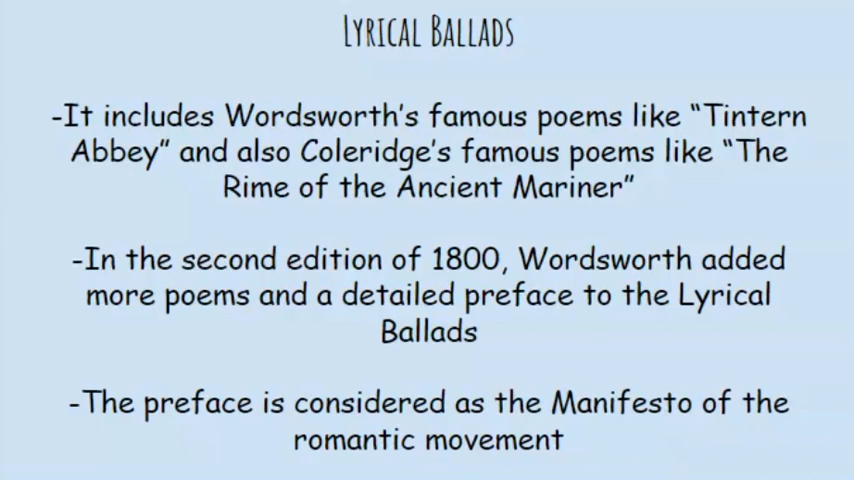 LYRICAL BALLADS
-It includes Wordsworth's famous poems like “Tintern
Abbey” and also Coleridge's famous poems like “The
Rime of the Ancient Mariner”
-In the second edition of 1800, Wordsworth added
more poems and a detailed preface to the Lyrical
Ballads
-The preface is considered as the Manifesto of the
romantic movement